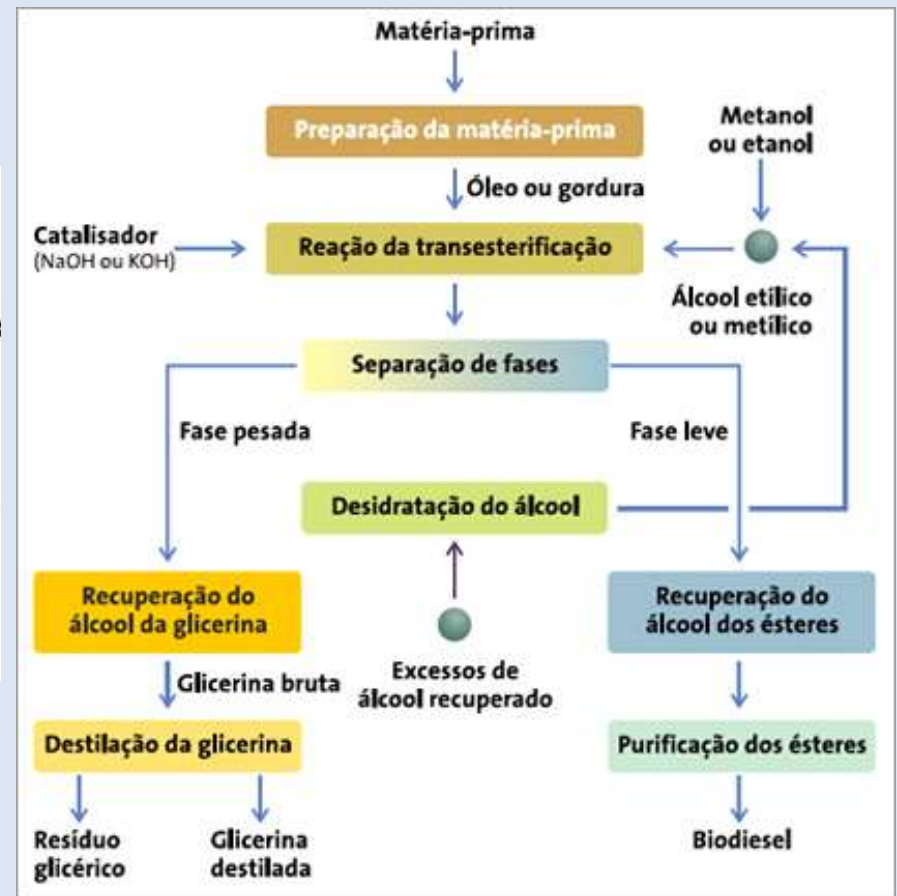 Matéria-prima
Preparação da matéria-prima
Metanol
ou etanol
Óleo ou gordura
Catalisador
(NaOH ou KOH)
Reação da transesterificação
Álcool etílico
ou metílico
Separação de fases
Fase pesada
Fase leve
Desidratação do álcool
Recuperação do
álcool da glicerina
Recuperação do
álcool dos ésteres
Excessos de
álcool recuperado
Glicerina bruta
Destilação da glicerina
Purificação dos ésteres
Resíduo
glicérico
Glicerina
destilada
Biodiesel